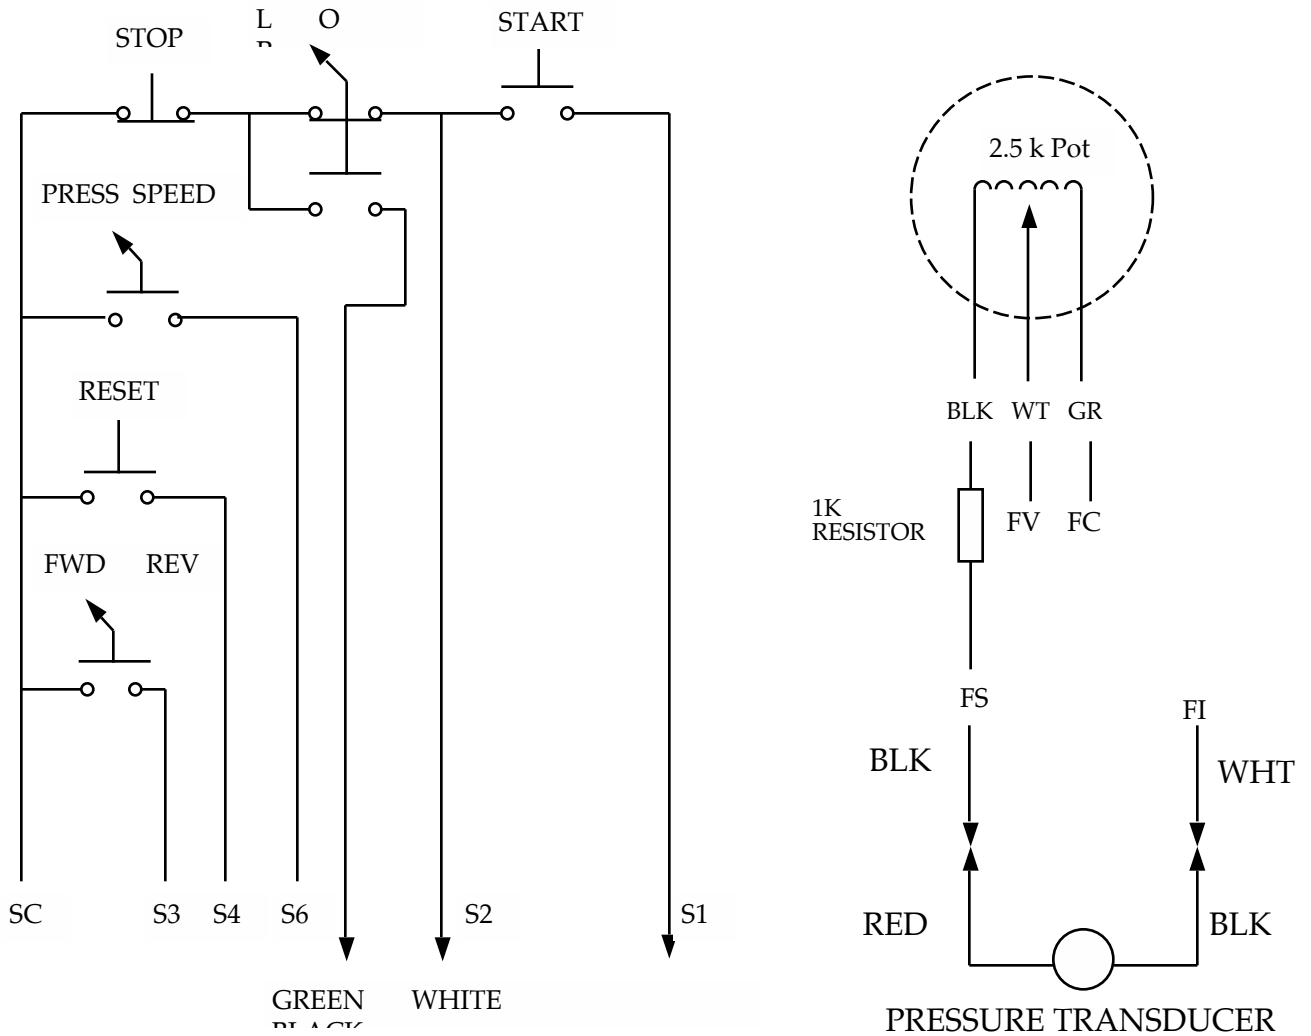 L O
START
STOP
2.5 k Pot
PRESS SPEED
RESET
BLK WT GR
1K
RESISTOR
FV FC
FWD REV
FS
FI
BLK
WHT
SC S3 S4 S6 S2 S1
RED
BLK
GREEN WHITE
BLACK
PRESSURE TRANSDUCER